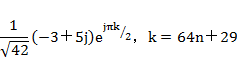 1/√42 (-3+5j)e^{jπk/2}, k = 64n+29